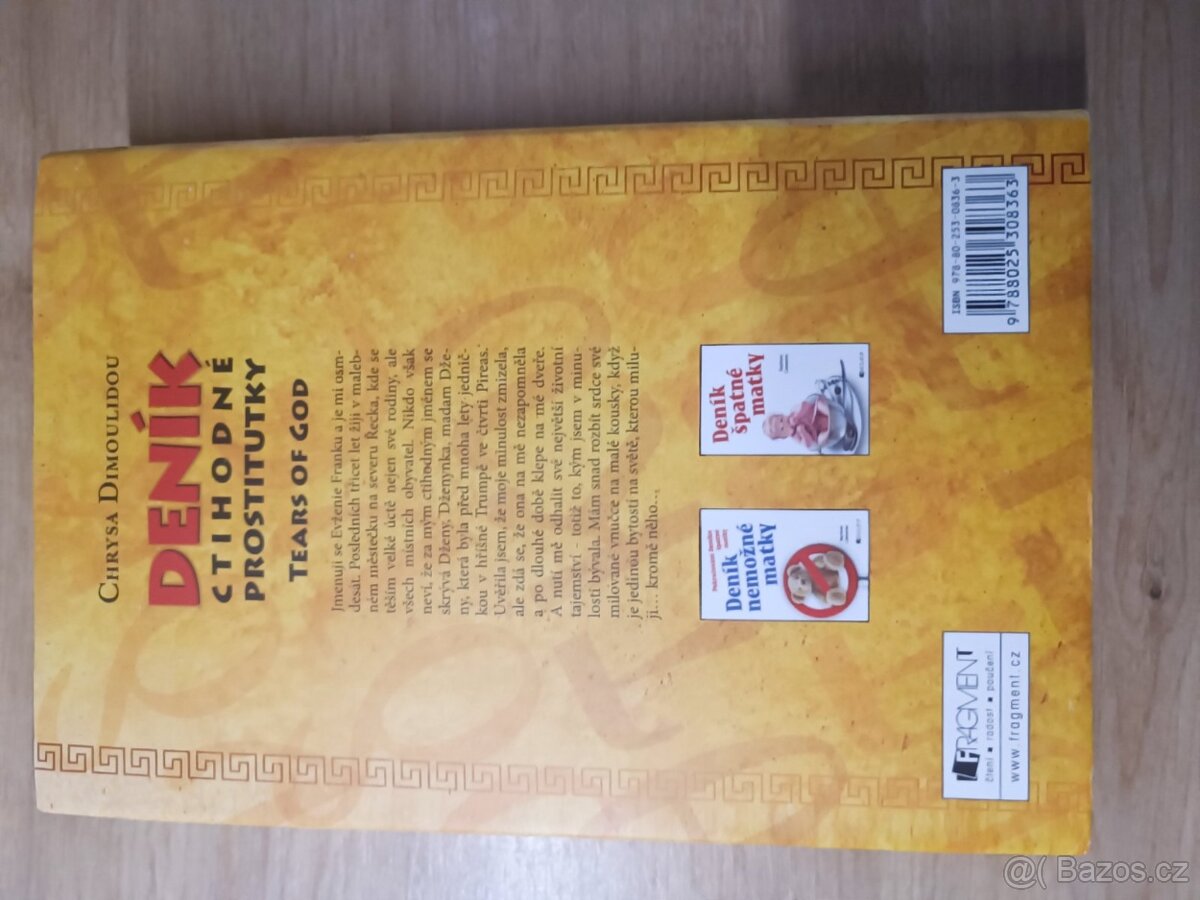 CHRYSA DIMOULIDOU
DENÍK
CTIHODNÉ
PROSTITUTKY
TEARS OF GOD
Jmenuji se Evženie Franku a je mi osm-
desát. Posledních třicet let žiji v maleb-
ném městečku na severu Řecka, kde se
těším velké úctě nejen své rodiny, ale
všech místních obyvatel. Nikdo však
neví, že za mým ctihodným jménem se
skrývá Dženy, Dženynka, madam Dže-
ny, která byla před mnoha lety jednič-
kou v hříšné Trumpě ve čtvrti Pireas.
Uvěřila jsem, že moje minulost zmizela,
ale zdá se, že ona na mě nezapomněla
a po dlouhé době klepe na mé dveře.
A nutí mě odhalit své největší životní
tajemství – totiž to, kým jsem v minu-
losti bývala. Mám snad rozbít srdce své
milované vnučce na malé kousky, když
je jedinou bytostí na světě, kterou milu-
ji… kromě něho…
Deník
nemožné
matky
Deník
špatné
matky
FRAGMENT
čtení ▪ radost ▪ poučení
www.fragment.cz
ISBN 978-80-253-0836-3
9 788025 308363
@( Bazos.cz